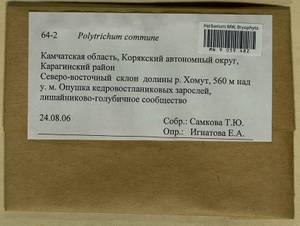 Herbarium MW, Bryophyta
64-2 Polytrichum commune
Камчатская область, Корякский автономный округ,
Карагинский район
Северо-восточный склон долины р. Хомут, 560 м над
у. м. Опушка кедровостланиковых зарослей,
лишайниково-голубичное сообщество
24.08.06
Собр.: Самкова Т.Ю.
Опр.: Игнатова Е.А.